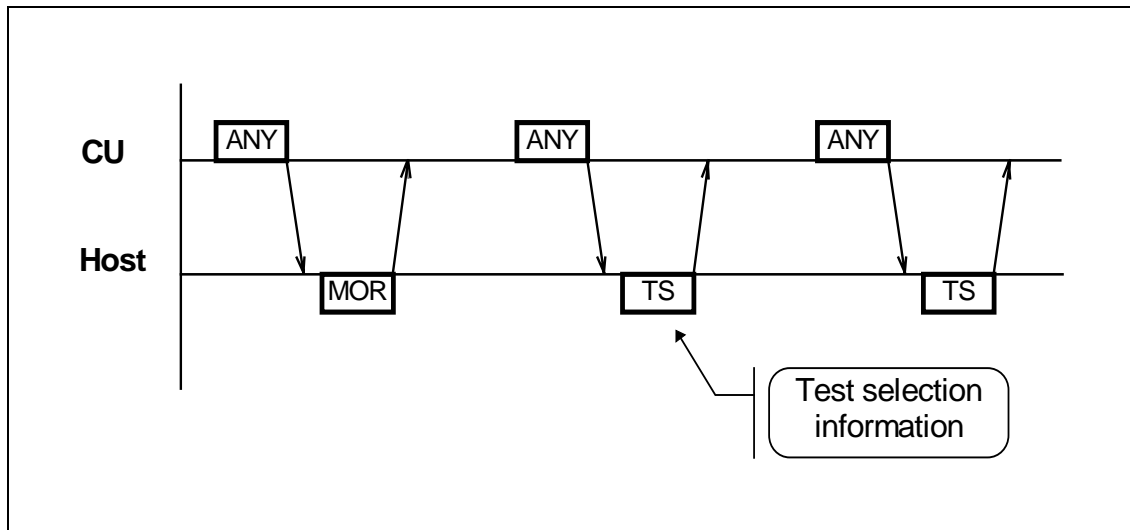 CU
ANY
ANY
ANY
Host
MOR
TS
TS
Test selection
information